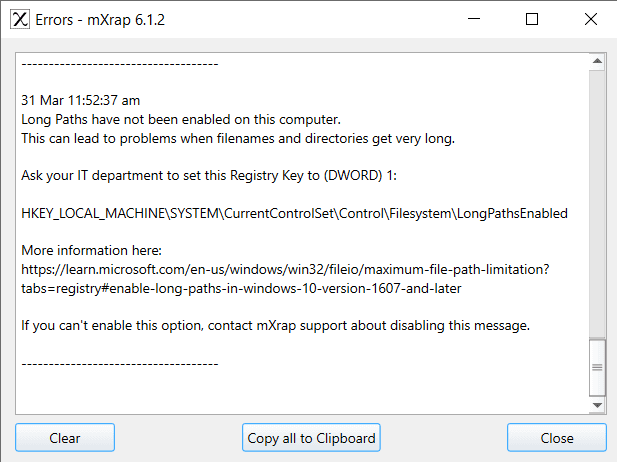 Errors - mXrap 6.1.2
------------------------------------
31 Mar 11:52:37 am
Long Paths have not been enabled on this computer.
This can lead to problems when filenames and directories get very long.
Ask your IT department to set this Registry Key to (DWORD) 1:
HKEY_LOCAL_MACHINE\SYSTEM\CurrentControlSet\Control\Filesystem\LongPathsEnabled
More information here:
https://learn.microsoft.com/en-us/windows/win32/fileio/maximum-file-path-limitation?
tabs=registry#enable-long-paths-in-windows-10-version-1607-and-later
If you can't enable this option, contact mXrap support about disabling this message.
------------------------------------
Clear
Copy all to Clipboard
Close